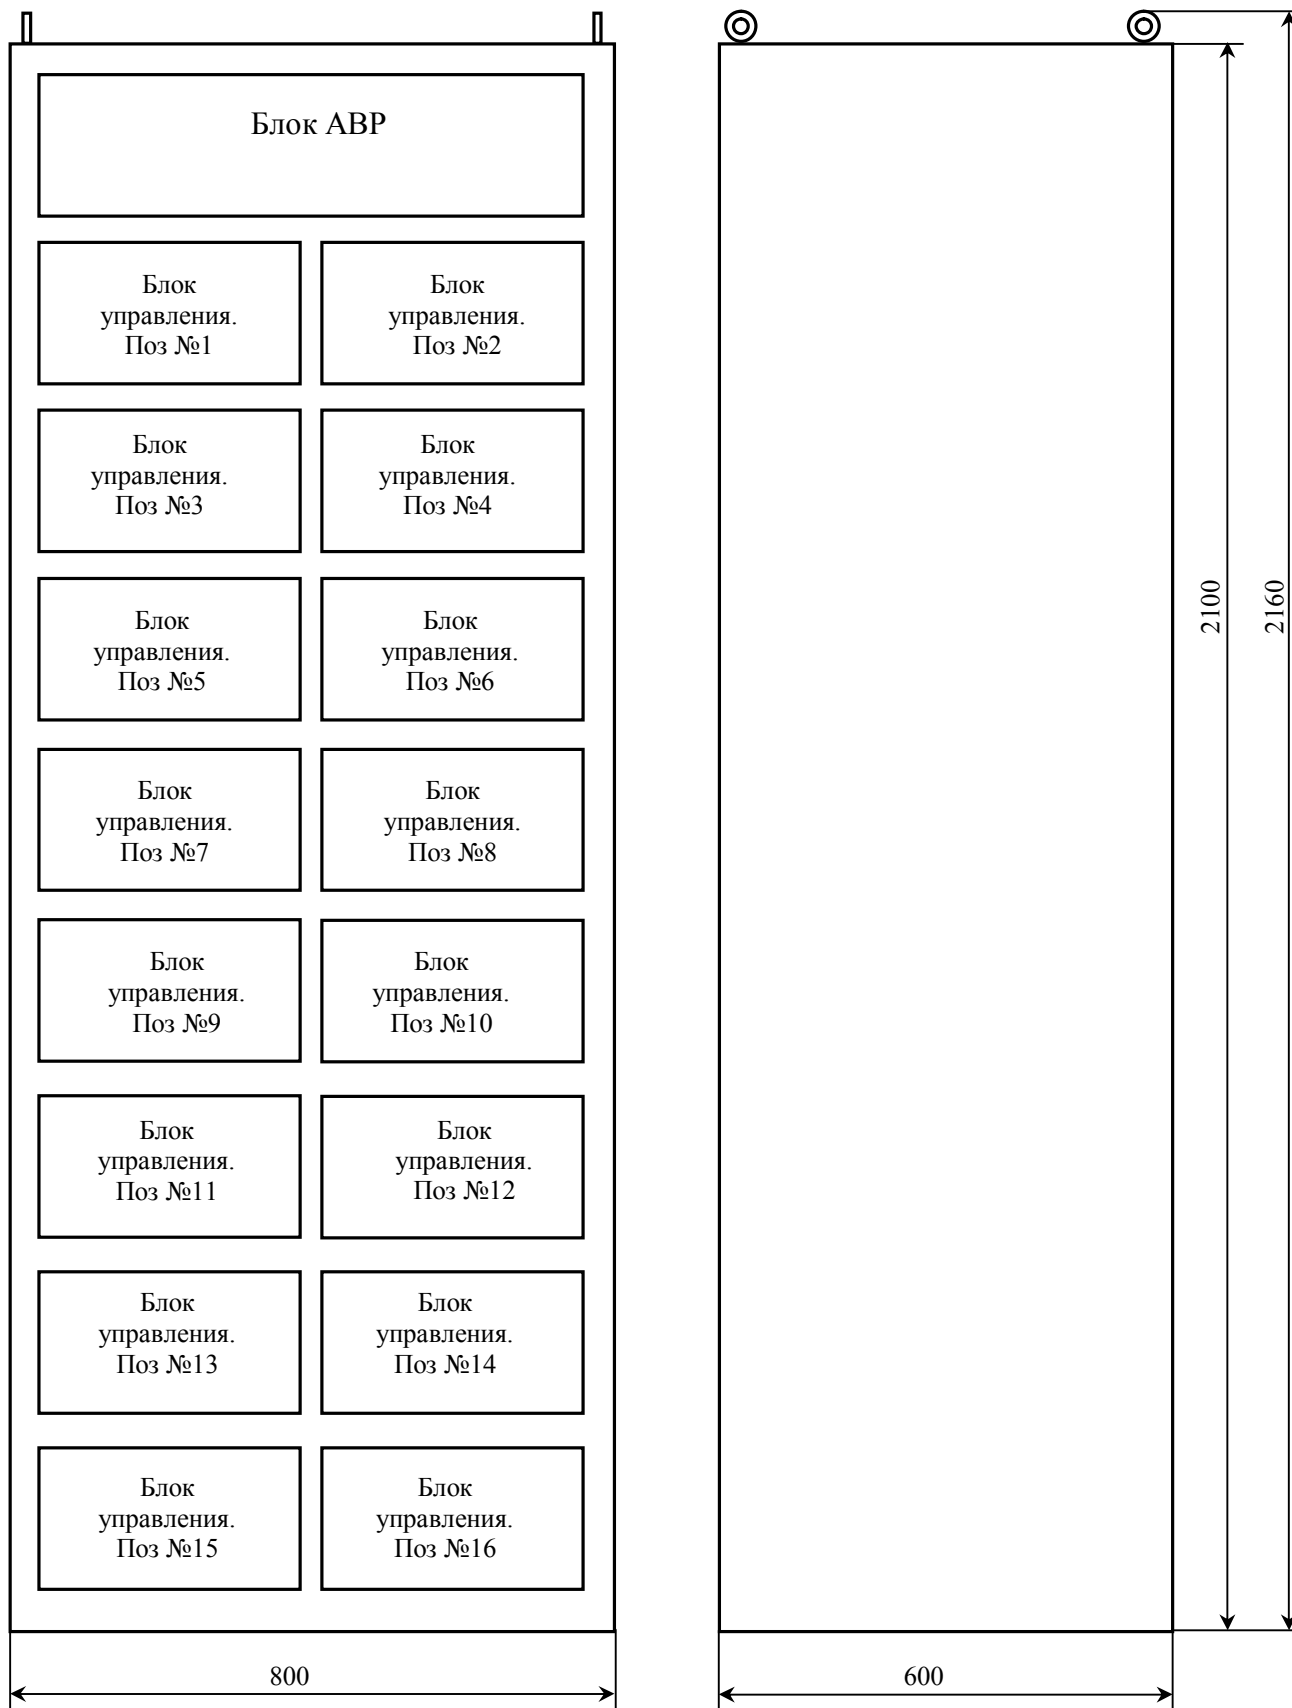 Блок АВР
Блок
управления.
Поз №1
Блок
управления.
Поз №2
Блок
управления.
Поз №3
Блок
управления.
Поз №4
Блок
управления.
Поз №5
Блок
управления.
Поз №6
Блок
управления.
Поз №7
Блок
управления.
Поз №8
Блок
управления.
Поз №9
Блок
управления.
Поз №10
Блок
управления.
Поз №11
Блок
управления.
Поз №12
Блок
управления.
Поз №13
Блок
управления.
Поз №14
Блок
управления.
Поз №15
Блок
управления.
Поз №16
800
600
2100
2160